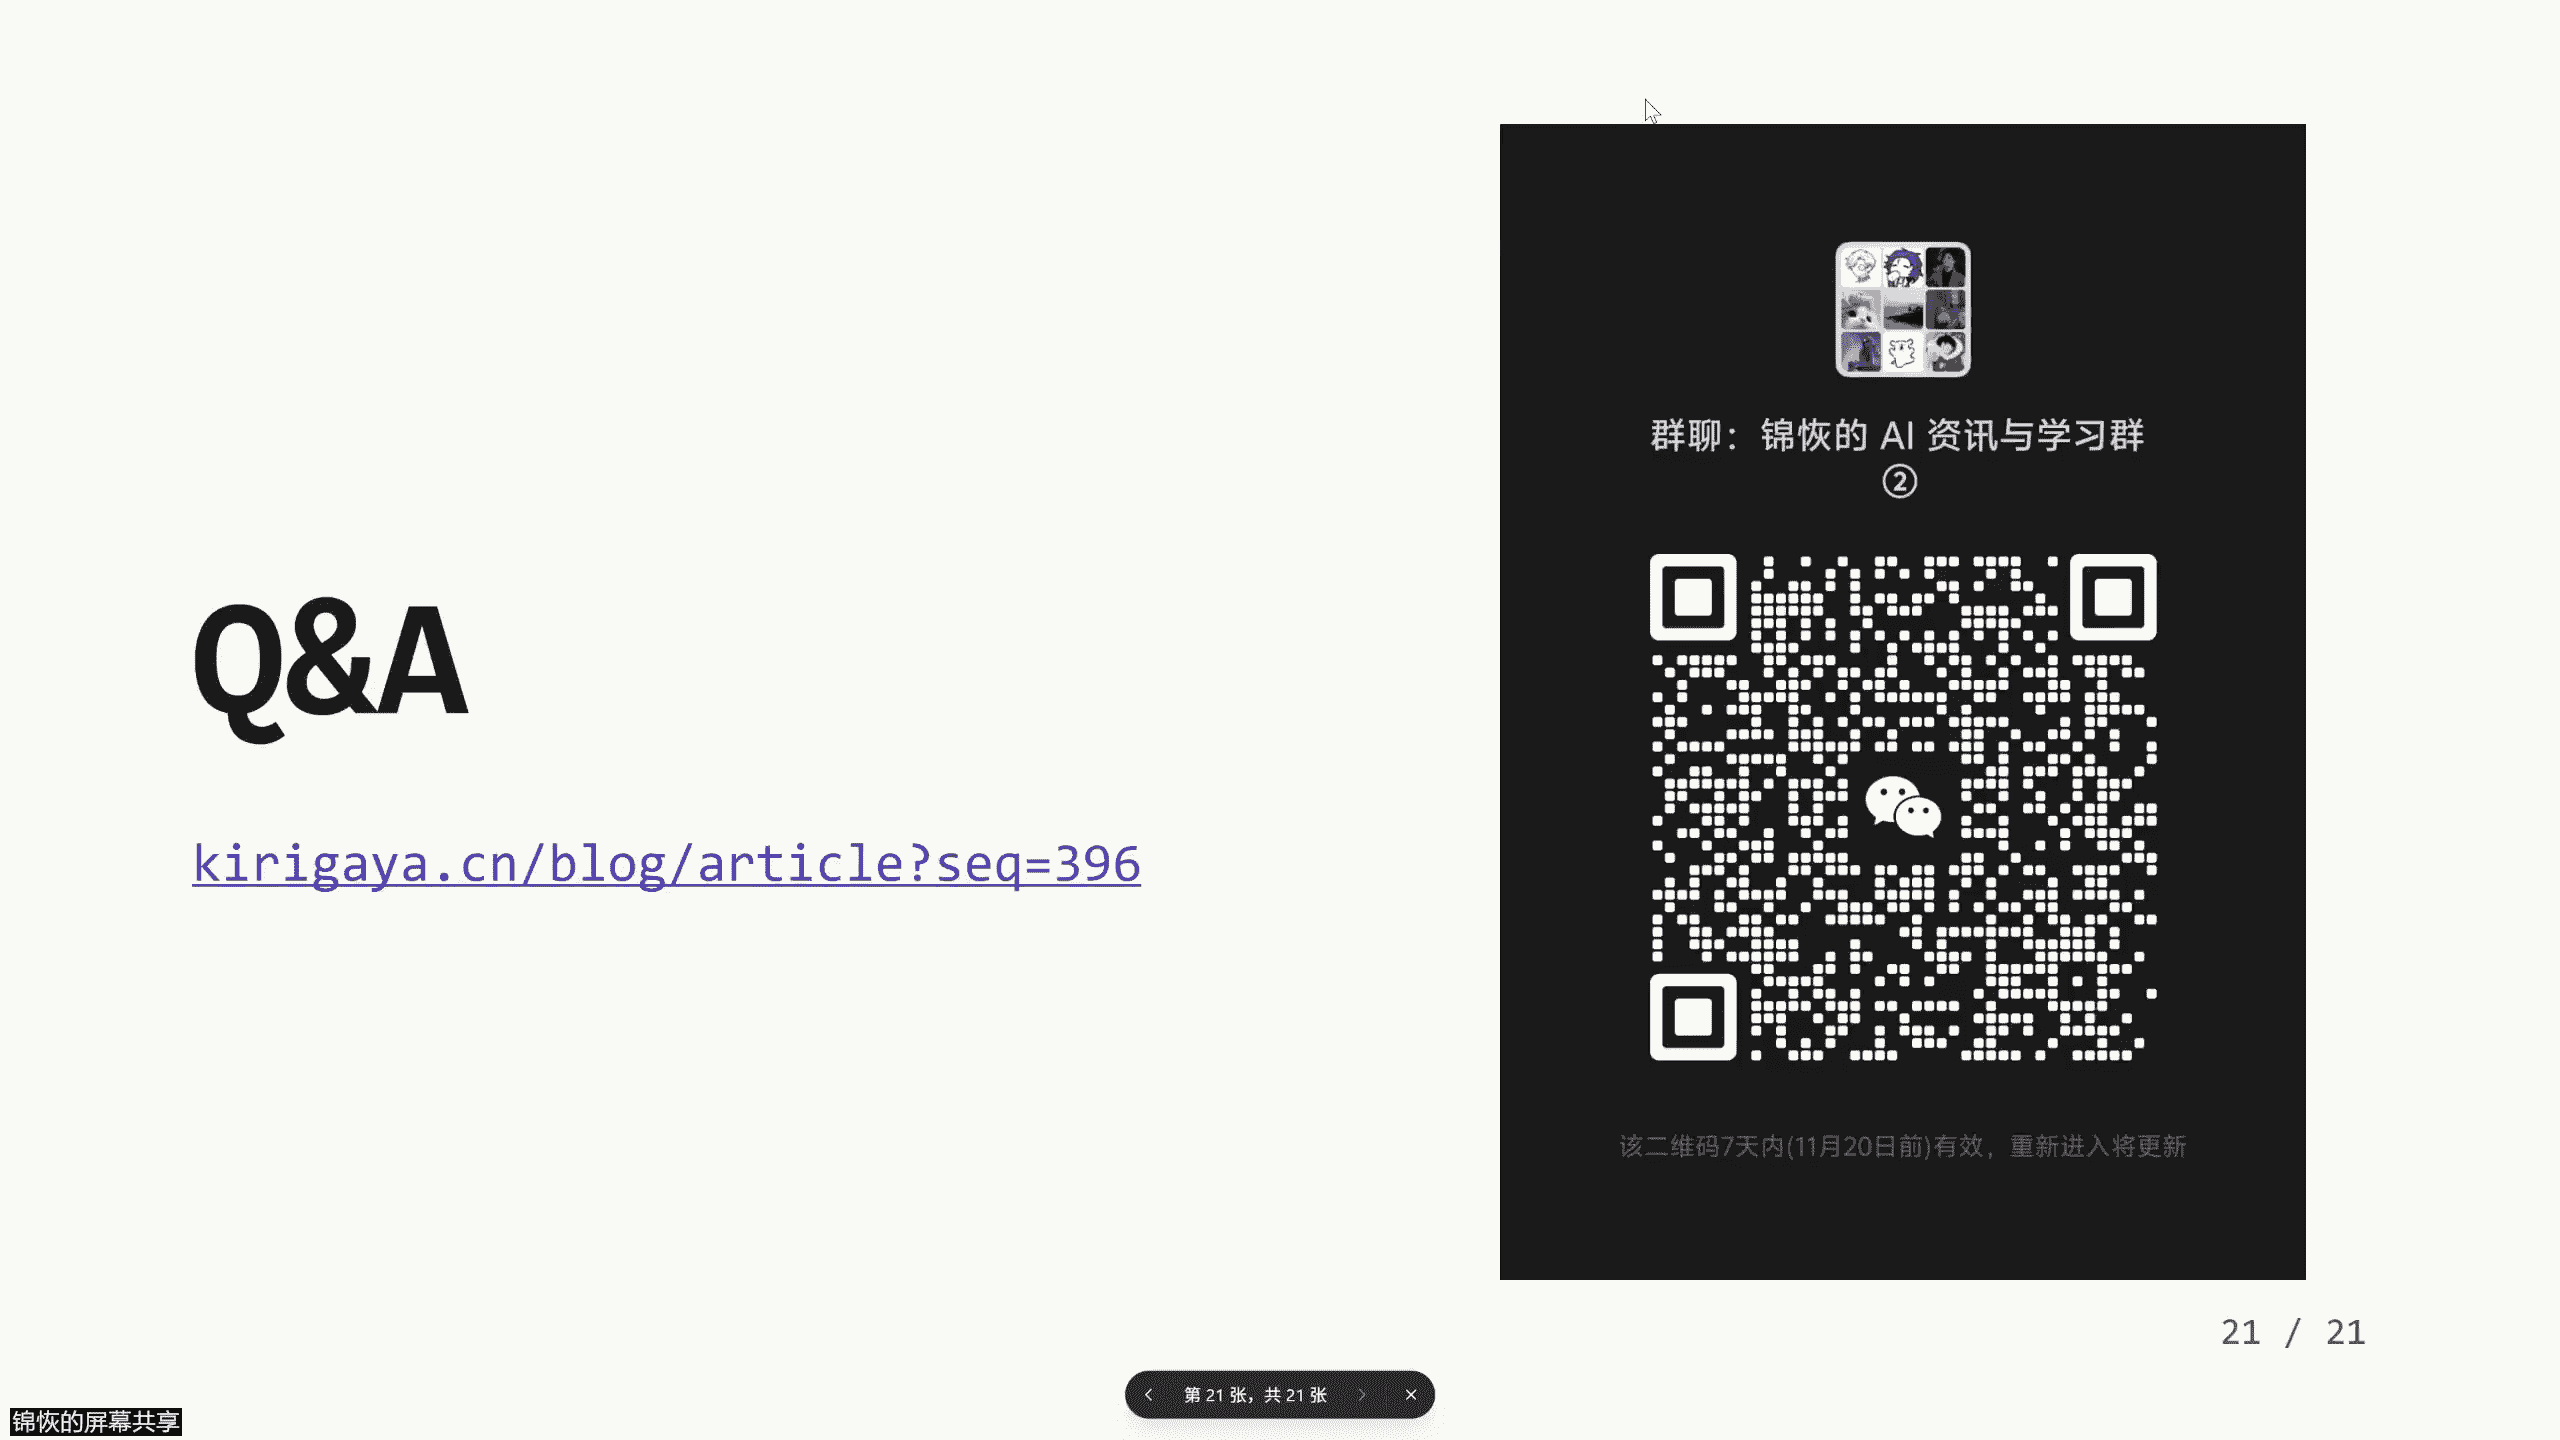 Q&A
kirigaya.cn/blog/article?seq=396
群聊：锦恢的 AI 资讯与学习群
②
该二维码7天内(11月20日前)有效，重新进入将更新
21 / 21
第 21 张，共 21 张
锦恢的屏幕共享